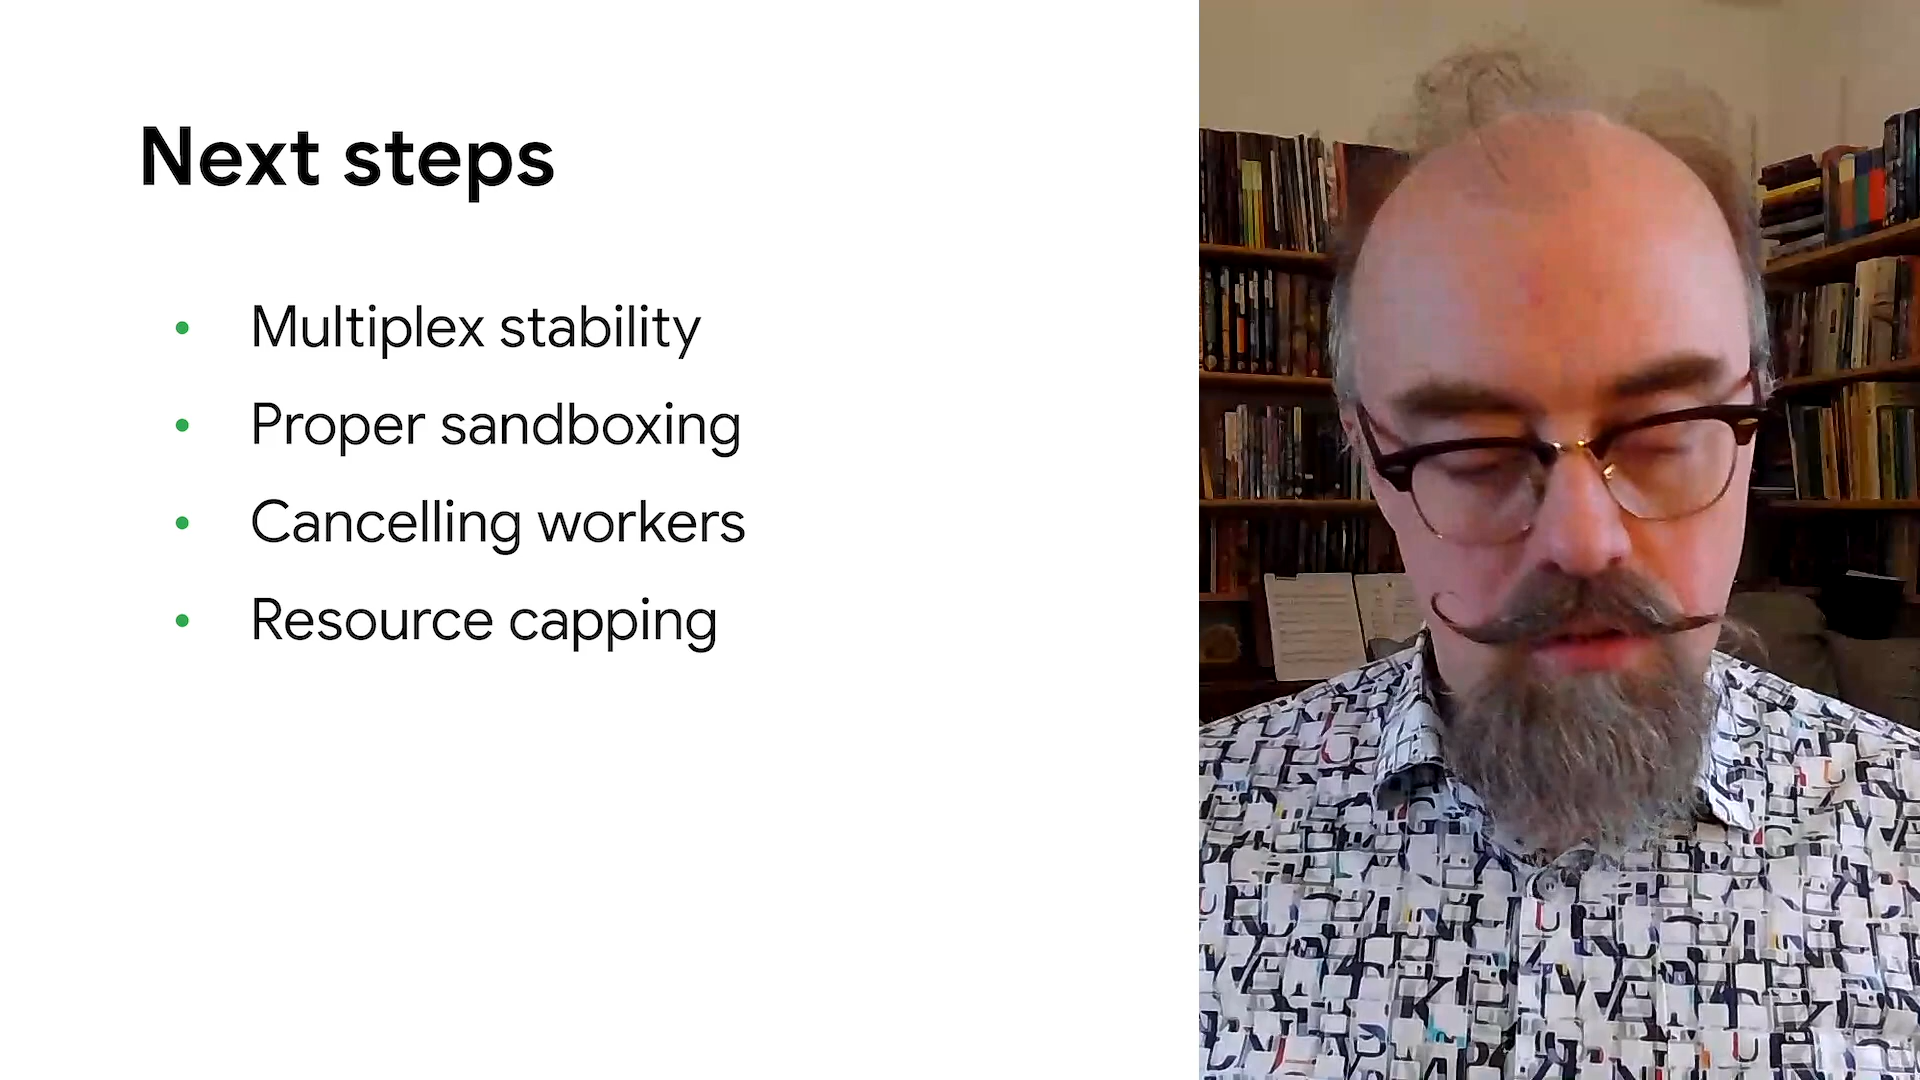 Next steps
Multiplex stability
Proper sandboxing
Cancelling workers
Resource capping